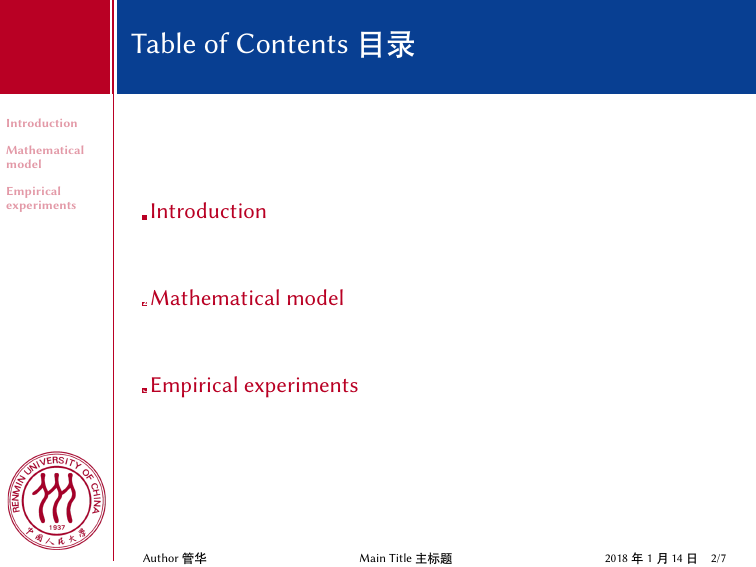 Table of Contents 目录
Introduction
Mathematical
model
Empirical
experiments
Introduction
Mathematical model
Empirical experiments
RENMIN UNIVERSITY OF CHINA
1937
中国人民大学
Author 管华
Main Title 主标题
2018 年 1 月 14 日 2/7